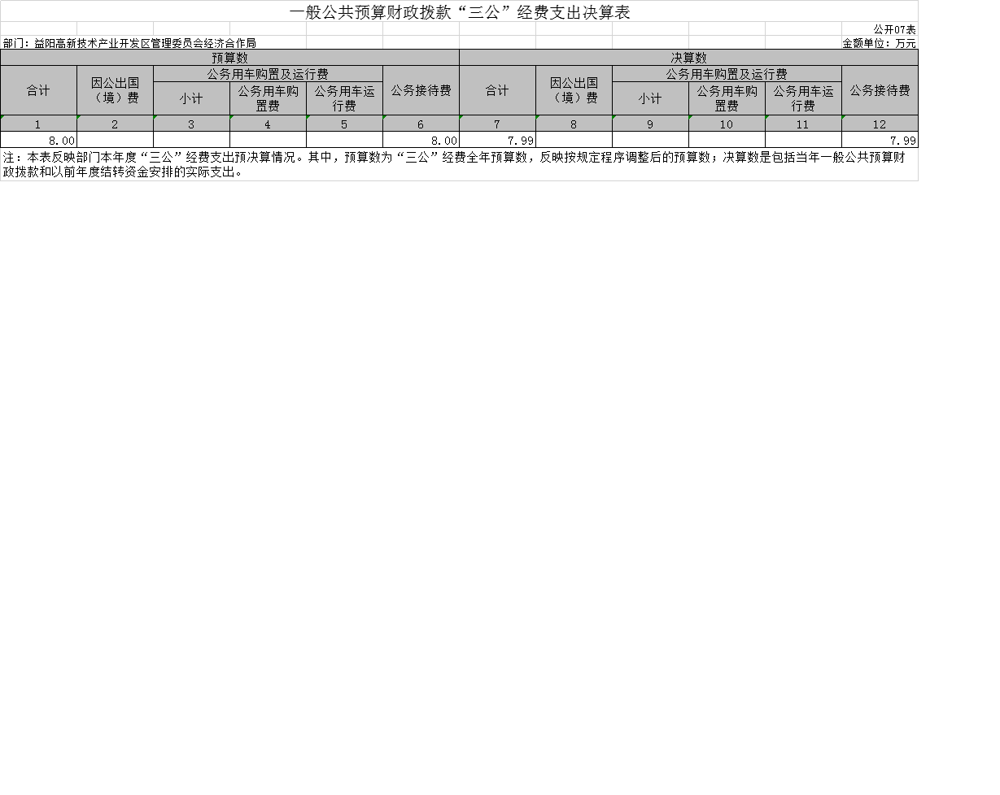 一般公共预算财政拨款“三公”经费支出决算表
公开07表
部门：益阳高新技术产业开发区管理委员会经济合作局 金额单位：万元
预算数 决算数
合计 因公出国（境）费 公务用车购置及运行费 公务接待费 合计 因公出国（境）费 公务用车购置及运行费 公务接待费
小计 公务用车购置费 公务用车运行费 小计 公务用车购置费 公务用车运行费
1 2 3 4 5 6 7 8 9 10 11 12
8.00 8.00 7.99 7.99
注：本表反映部门本年度“三公”经费支出预决算情况。其中，预算数为“三公”经费全年预算数，反映按规定程序调整后的预算数；决算数是包括当年一般公共预算财
政拨款和以前年度结转资金安排的实际支出。